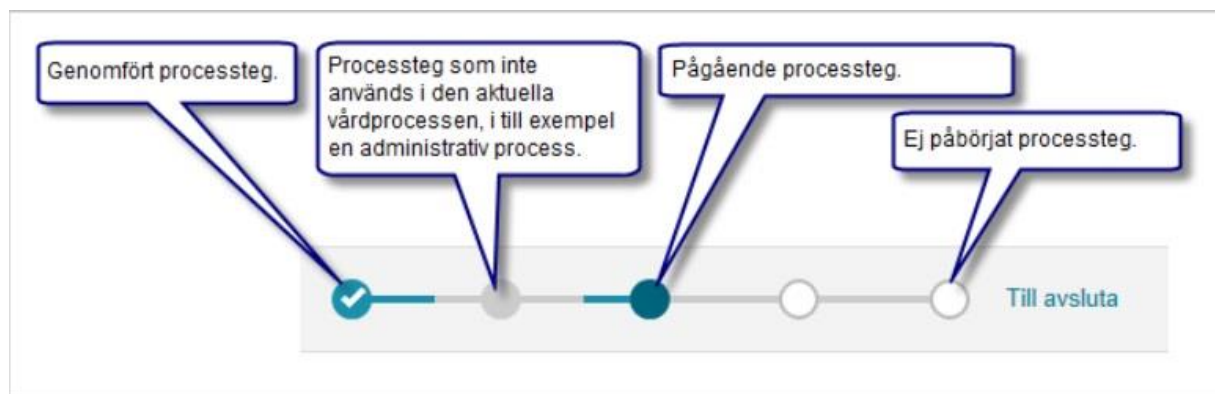 Genomfört processteg.
Processteg som inte
används i den aktuella
vårdprocessen, i till exempel
en administrativ process.
Pågående processteg.
Ej påbörjat processteg.
Till avsluta